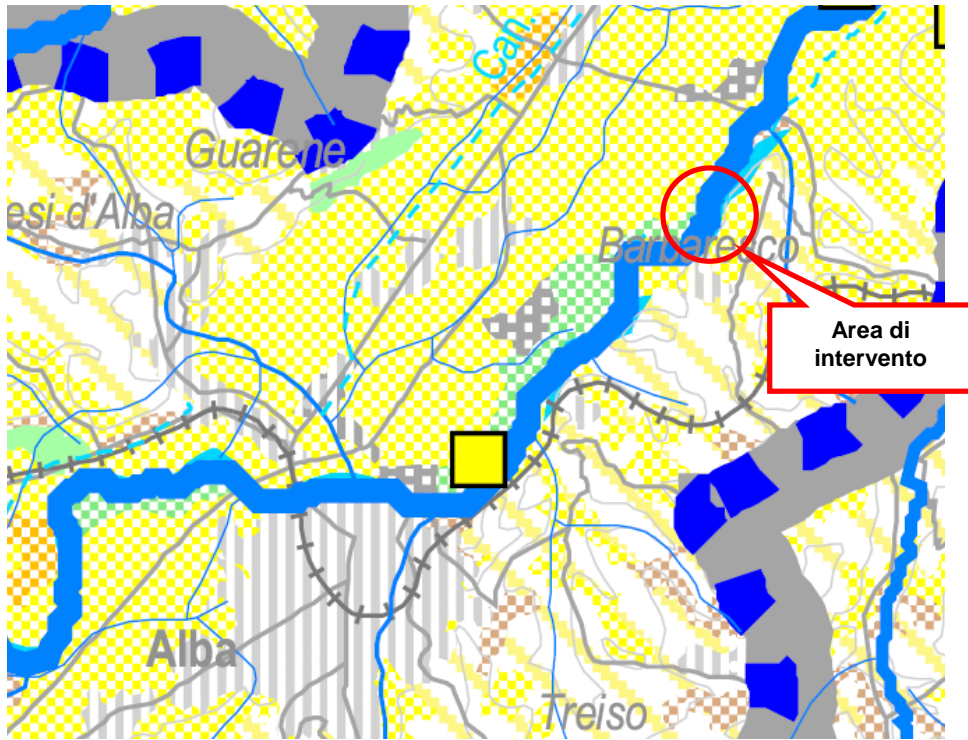 Can.
Guarene
esi d'Alba
Barbaresco
Area di
intervento
Alba
Treiso